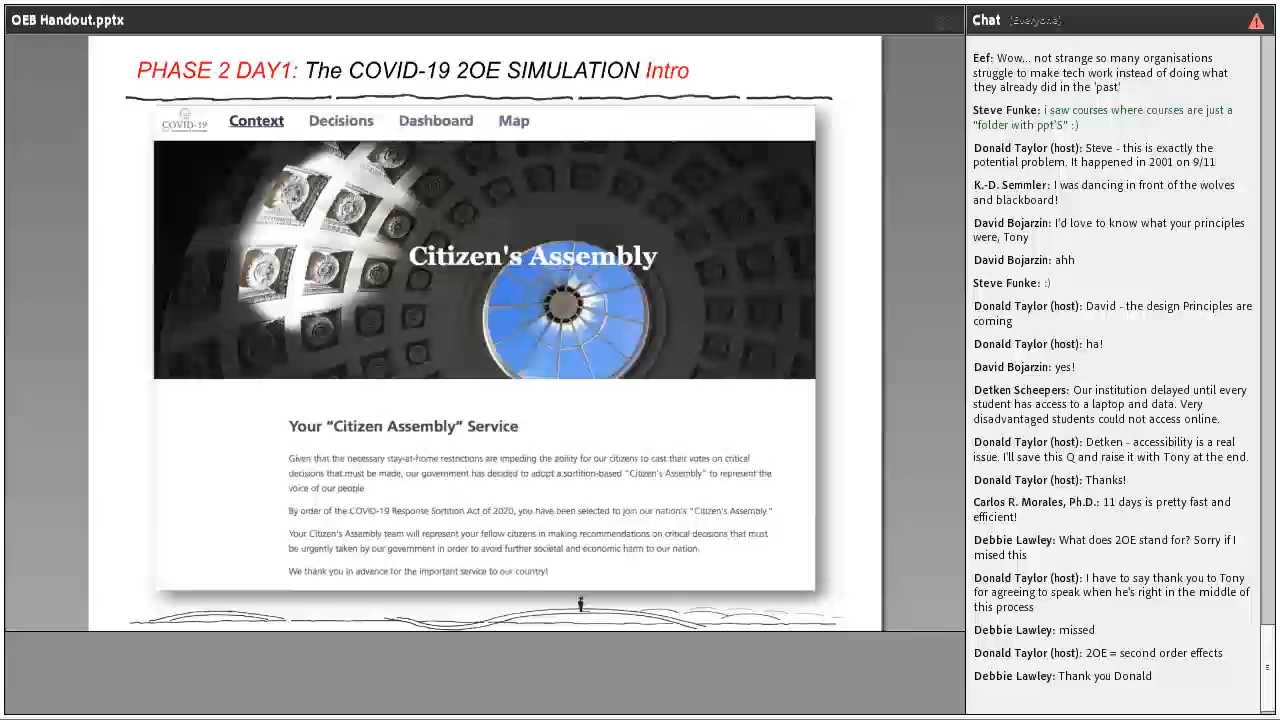 OEB Handout.pptx
PHASE 2 DAY1: The COVID-19 2OE SIMULATION Intro
COVID-19
Context Decisions Dashboard Map
Citizen's Assembly
Your “Citizen Assembly” Service
Given that the necessary stay-at-home restrictions are impeding the ability for our citizens to cast their votes on critical
decisions that must be made, our government has decided to adopt a sortition-based “Citizen's Assembly” to represent the
voice of our people.
By order of the COVID-19 Response Sortition Act of 2020, you have been selected to join our nation's “Citizen's Assembly.”
Your Citizen's Assembly team will represent your fellow citizens in making recommendations on critical decisions that must
be urgently taken by our government in order to avoid further societal and economic harm to our nation.
We thank you in advance for the important service to our country!
Chat (Everyone)
Eef: Wow... not strange so many organisations
struggle to make tech work instead of doing what
they already did in the 'past'
Steve Funke: i saw courses where courses are just a
"folder with ppt'S" :)
Donald Taylor (host): Steve - this is exactly the
potential problem. It happened in 2001 on 9/11
K.-D. Semmler: I was dancing in front of the wolves
and blackboard!
David Bojarzin: I'd love to know what your principles
were, Tony
David Bojarzin: ahh
Steve Funke: :)
Donald Taylor (host): David - the design Principles are
coming
Donald Taylor (host): ha!
David Bojarzin: yes!
Detken Scheepers: Our institution delayed until every
student has access to a laptop and data. Very
disadvantaged students could not access online.
Donald Taylor (host): Detken - accessibility is a real
issue. I'll save this Q and raise it with Tony at the end.
Donald Taylor (host): Thanks!
Carlos R. Morales, Ph.D.: 11 days is pretty fast and
efficient!
Debbie Lawley: What does 2OE stand for? Sorry if I
mised this
Donald Taylor (host): I have to say thank you to Tony
for agreeing to speak when he's right in the middle of
this process
Debbie Lawley: missed
Donald Taylor (host): 2OE = second order effects
Debbie Lawley: Thank you Donald